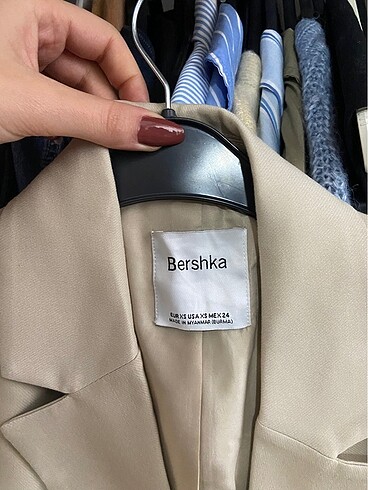 Bershka
EUR XS USA XS MEX 24
MADE IN MYANMAR (BURMA)